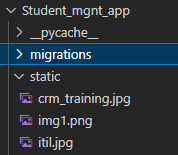 Student_mgnt_app
__pycache__
migrations
static
crm_training.jpg
img1.png
itil.jpg